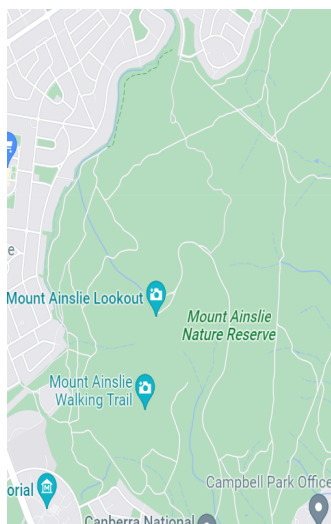 e
Mount Ainslie Lookout
Mount Ainslie
Nature Reserve
Mount Ainslie
Walking Trail
orial
M
Campbell Park Office
Canberra National